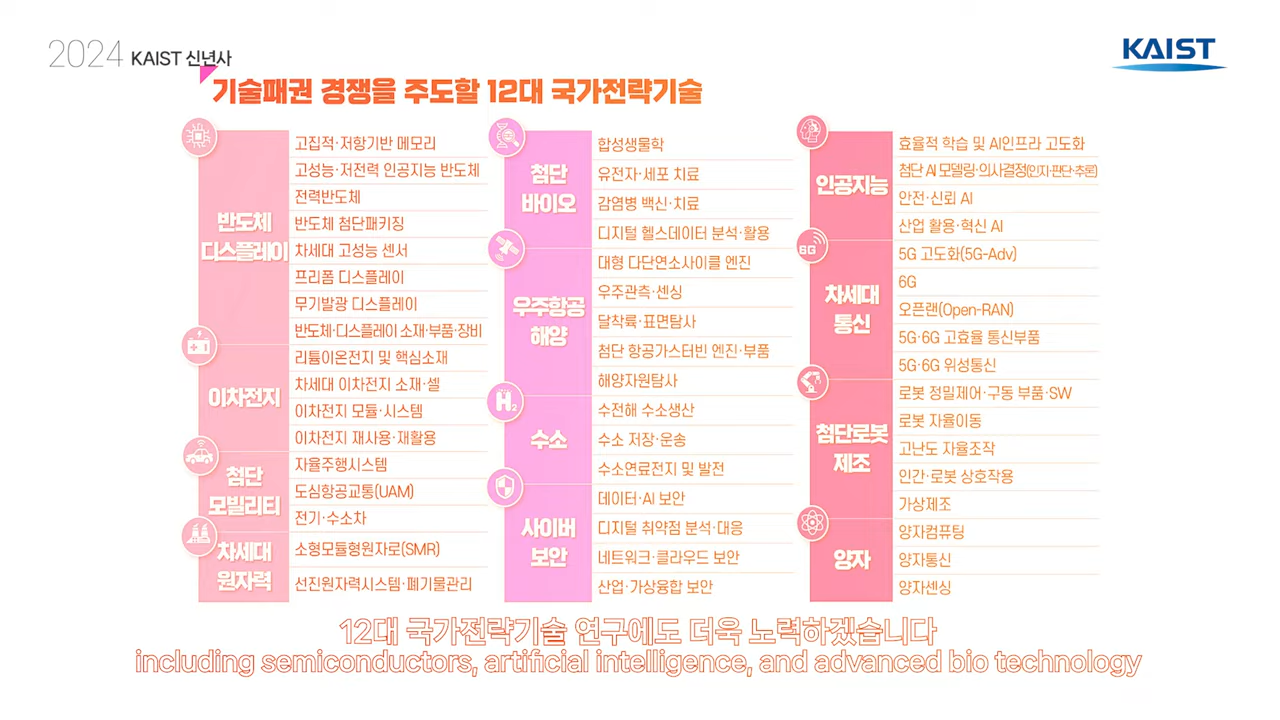 2024 KAIST 신년사
KAIST
기술패권 경쟁을 주도할 12대 국가전략기술
반도체
디스플레이
고집적·저항기반 메모리
고성능·저전력 인공지능 반도체
전력반도체
반도체 첨단패키징
차세대 고성능 센서
프리폼 디스플레이
무기발광 디스플레이
반도체·디스플레이 소재·부품·장비
이차전지
리튬이온전지 및 핵심소재
차세대 이차전지 소재·셀
이차전지 모듈·시스템
이차전지 재사용·재활용
첨단
모빌리티
자율주행시스템
도심항공교통(UAM)
전기·수소차
차세대
원자력
소형모듈형원자로(SMR)
선진원자력시스템·폐기물관리
첨단
바이오
합성생물학
유전자·세포 치료
감염병 백신·치료
디지털 헬스데이터 분석·활용
우주항공
해양
대형 다단연소사이클 엔진
우주관측·센싱
달착륙·표면탐사
첨단 항공가스터빈 엔진·부품
해양자원탐사
H₂
수소
수전해 수소생산
수소 저장·운송
수소연료전지 및 발전
사이버
보안
데이터·AI 보안
디지털 취약점 분석·대응
네트워크·클라우드 보안
산업·가상융합 보안
인공지능
효율적 학습 및 AI인프라 고도화
첨단 AI 모델링·의사결정(인지·판단·추론)
안전·신뢰 AI
산업 활용·혁신 AI
6G
차세대
통신
5G 고도화(5G-Adv)
6G
오픈랜(Open-RAN)
5G·6G 고효율 통신부품
5G·6G 위성통신
첨단로봇
제조
로봇 정밀제어·구동 부품·SW
로봇 자율이동
고난도 자율조작
인간·로봇 상호작용
가상제조
양자
양자컴퓨팅
양자통신
양자센싱
12대 국가전략기술 연구에도 더욱 노력하겠습니다
including semiconductors, artificial intelligence, and advanced bio technology